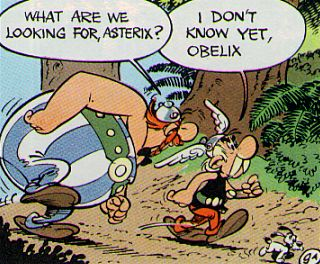 WHAT ARE WE
LOOKING FOR, ASTERIX?
I DON'T
KNOW YET,
OBELIX